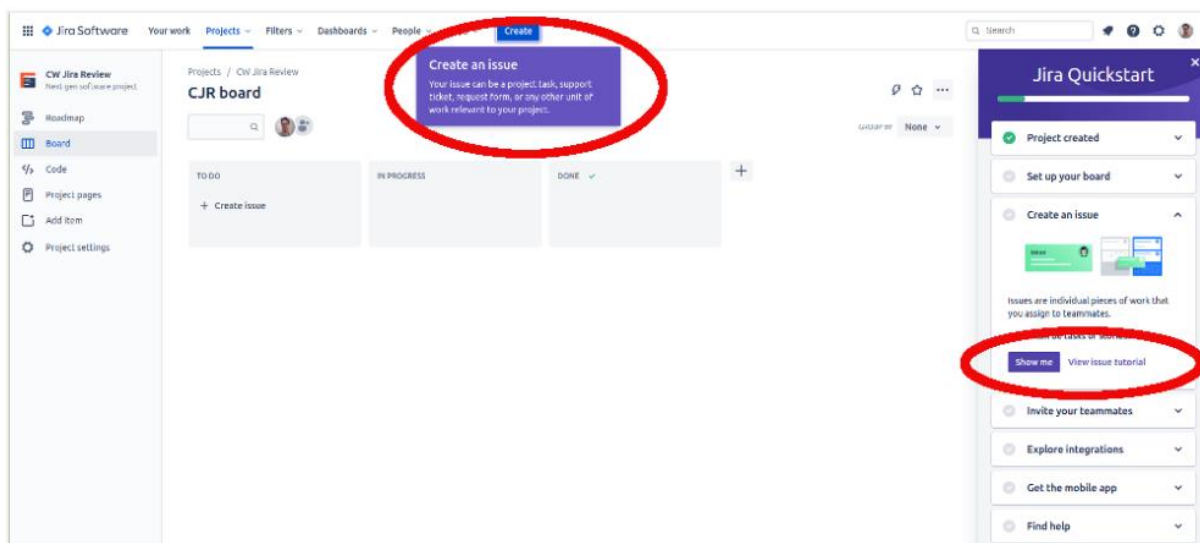 Jira Software Your work Projects Filters Dashboards People Create Search
CW Jira Review
Next-gen software project
Roadmap
Board
Code
Project pages
Add item
Project settings
Projects / CW Jira Review
CJR board
Create an issue
Your issue can be a project task, support
ticket, request form, or any other unit of
work relevant to your project.
None
TO DO
IN PROGRESS
DONE
+ Create issue
Jira Quickstart
Project created
Set up your board
Create an issue
Issues are individual pieces of work that
you assign to teammates.
be tasks or
Show me View issue tutorial
Invite your teammates
Explore integrations
Get the mobile app
Find help